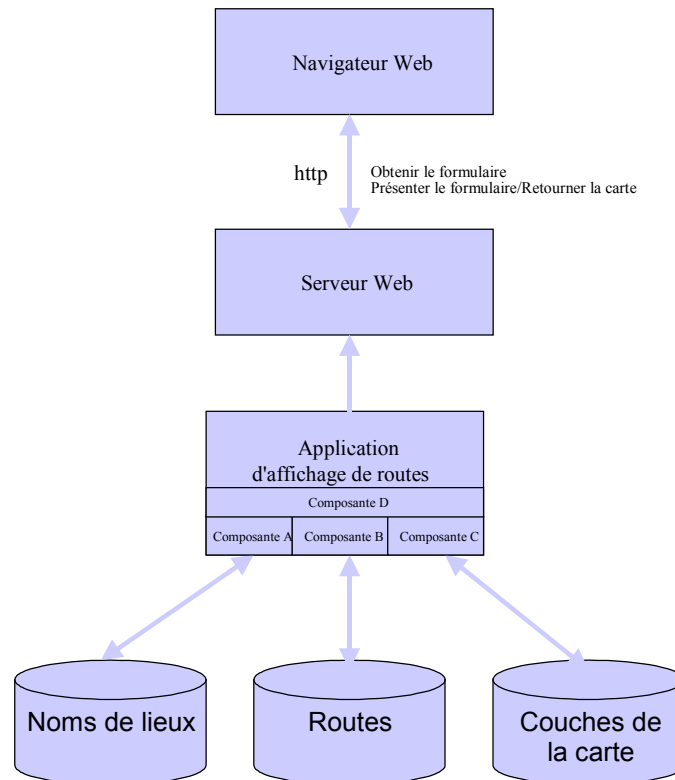 Navigateur Web
http
Obtenir le formulaire
Présenter le formulaire/Retourner la carte
Serveur Web
Application
d'affichage de routes
Composante D
Composante A
Composante B
Composante C
Noms de lieux
Routes
Couches de
la carte